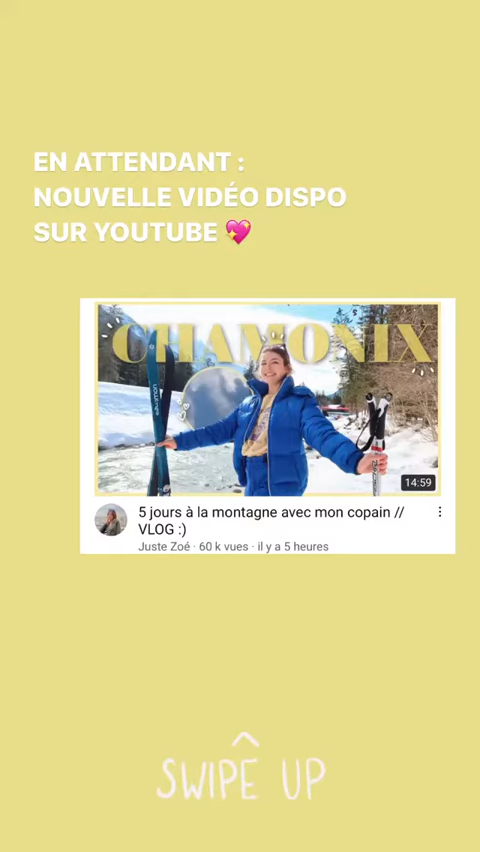 EN ATTENDANT :
NOUVELLE VIDÉO DISPO
SUR YOUTUBE 💖
CHAMONIX
14:59
5 jours à la montagne avec mon copain //
VLOG :)
Juste Zoé · 60 k vues · il y a 5 heures
SWIPE UP